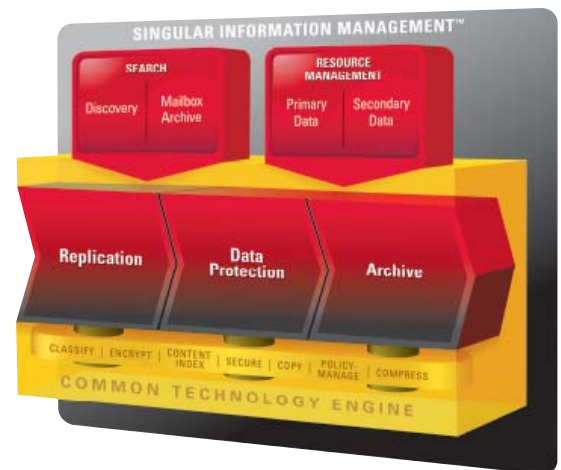 SINGULAR INFORMATION MANAGEMENT™
SEARCH
Discovery
Mailbox
Archive
RESOURCE
MANAGEMENT
Primary
Data
Secondary
Data
Replication
Data
Protection
Archive
CLASSIFY | ENCRYPT | CONTENT INDEX | SECURE | COPY | POLICY-MANAGE | COMPRESS
COMMON TECHNOLOGY ENGINE